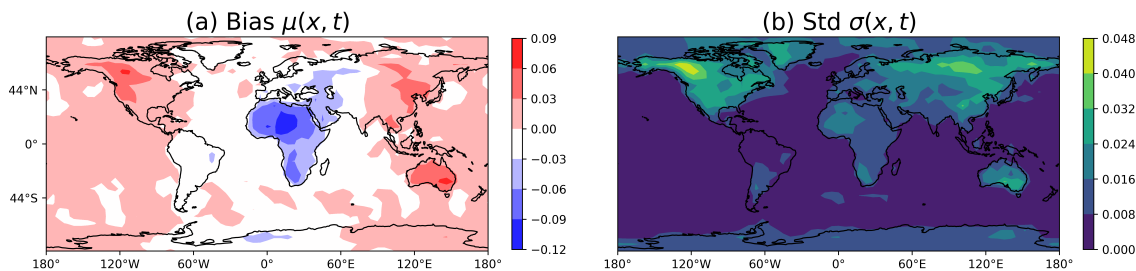 (a) Bias μ(x, t)
44°N
0°
44°S
180°
120°W
60°W
0°
60°E
120°E
180°
0.09
0.06
0.03
0.00
−0.03
−0.06
−0.09
−0.12
(b) Std σ(x, t)
180°
120°W
60°W
0°
60°E
120°E
180°
0.048
0.040
0.032
0.024
0.016
0.008
0.000